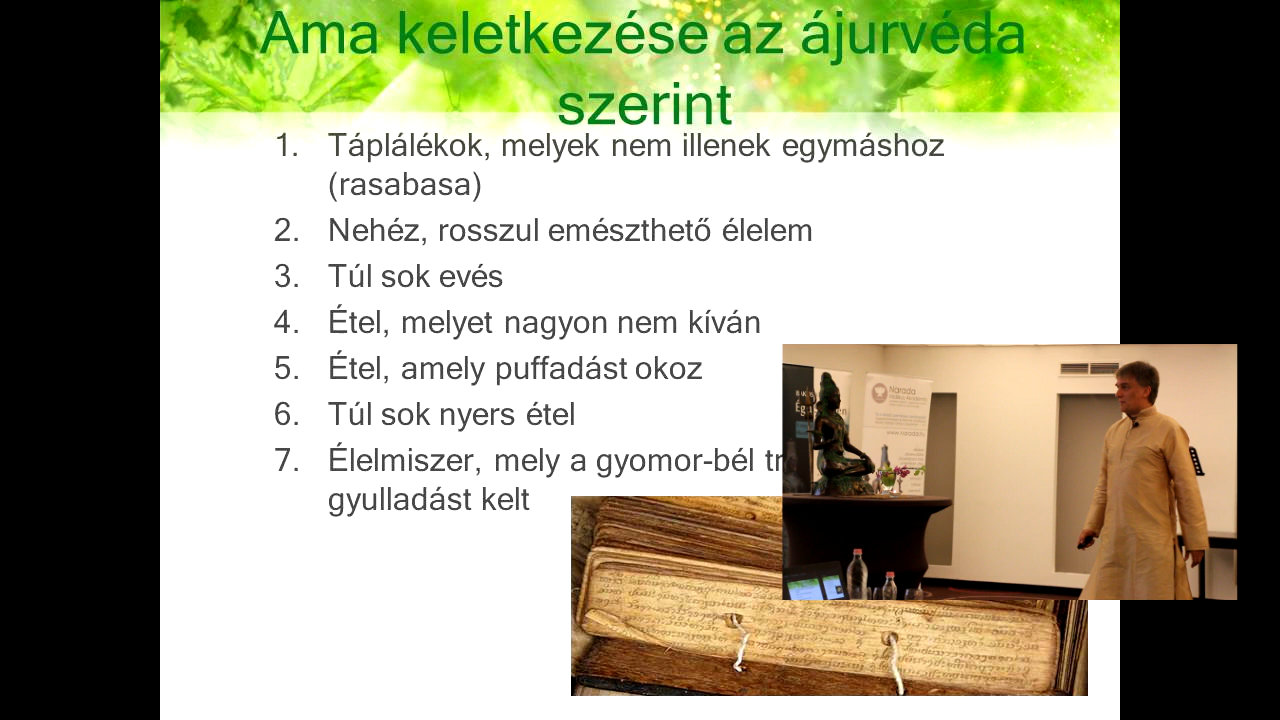 Ama keletkezése az ájurvéda
szerint
1. Táplálékok, melyek nem illenek egymáshoz
(rasabasa)
2. Nehéz, rosszul emészthető élelem
3. Túl sok evés
4. Étel, melyet nagyon nem kíván
5. Étel, amely puffadást okoz
6. Túl sok nyers étel
7. Élelmiszer, mely a gyomor-bél
gyulladást kelt
Narada